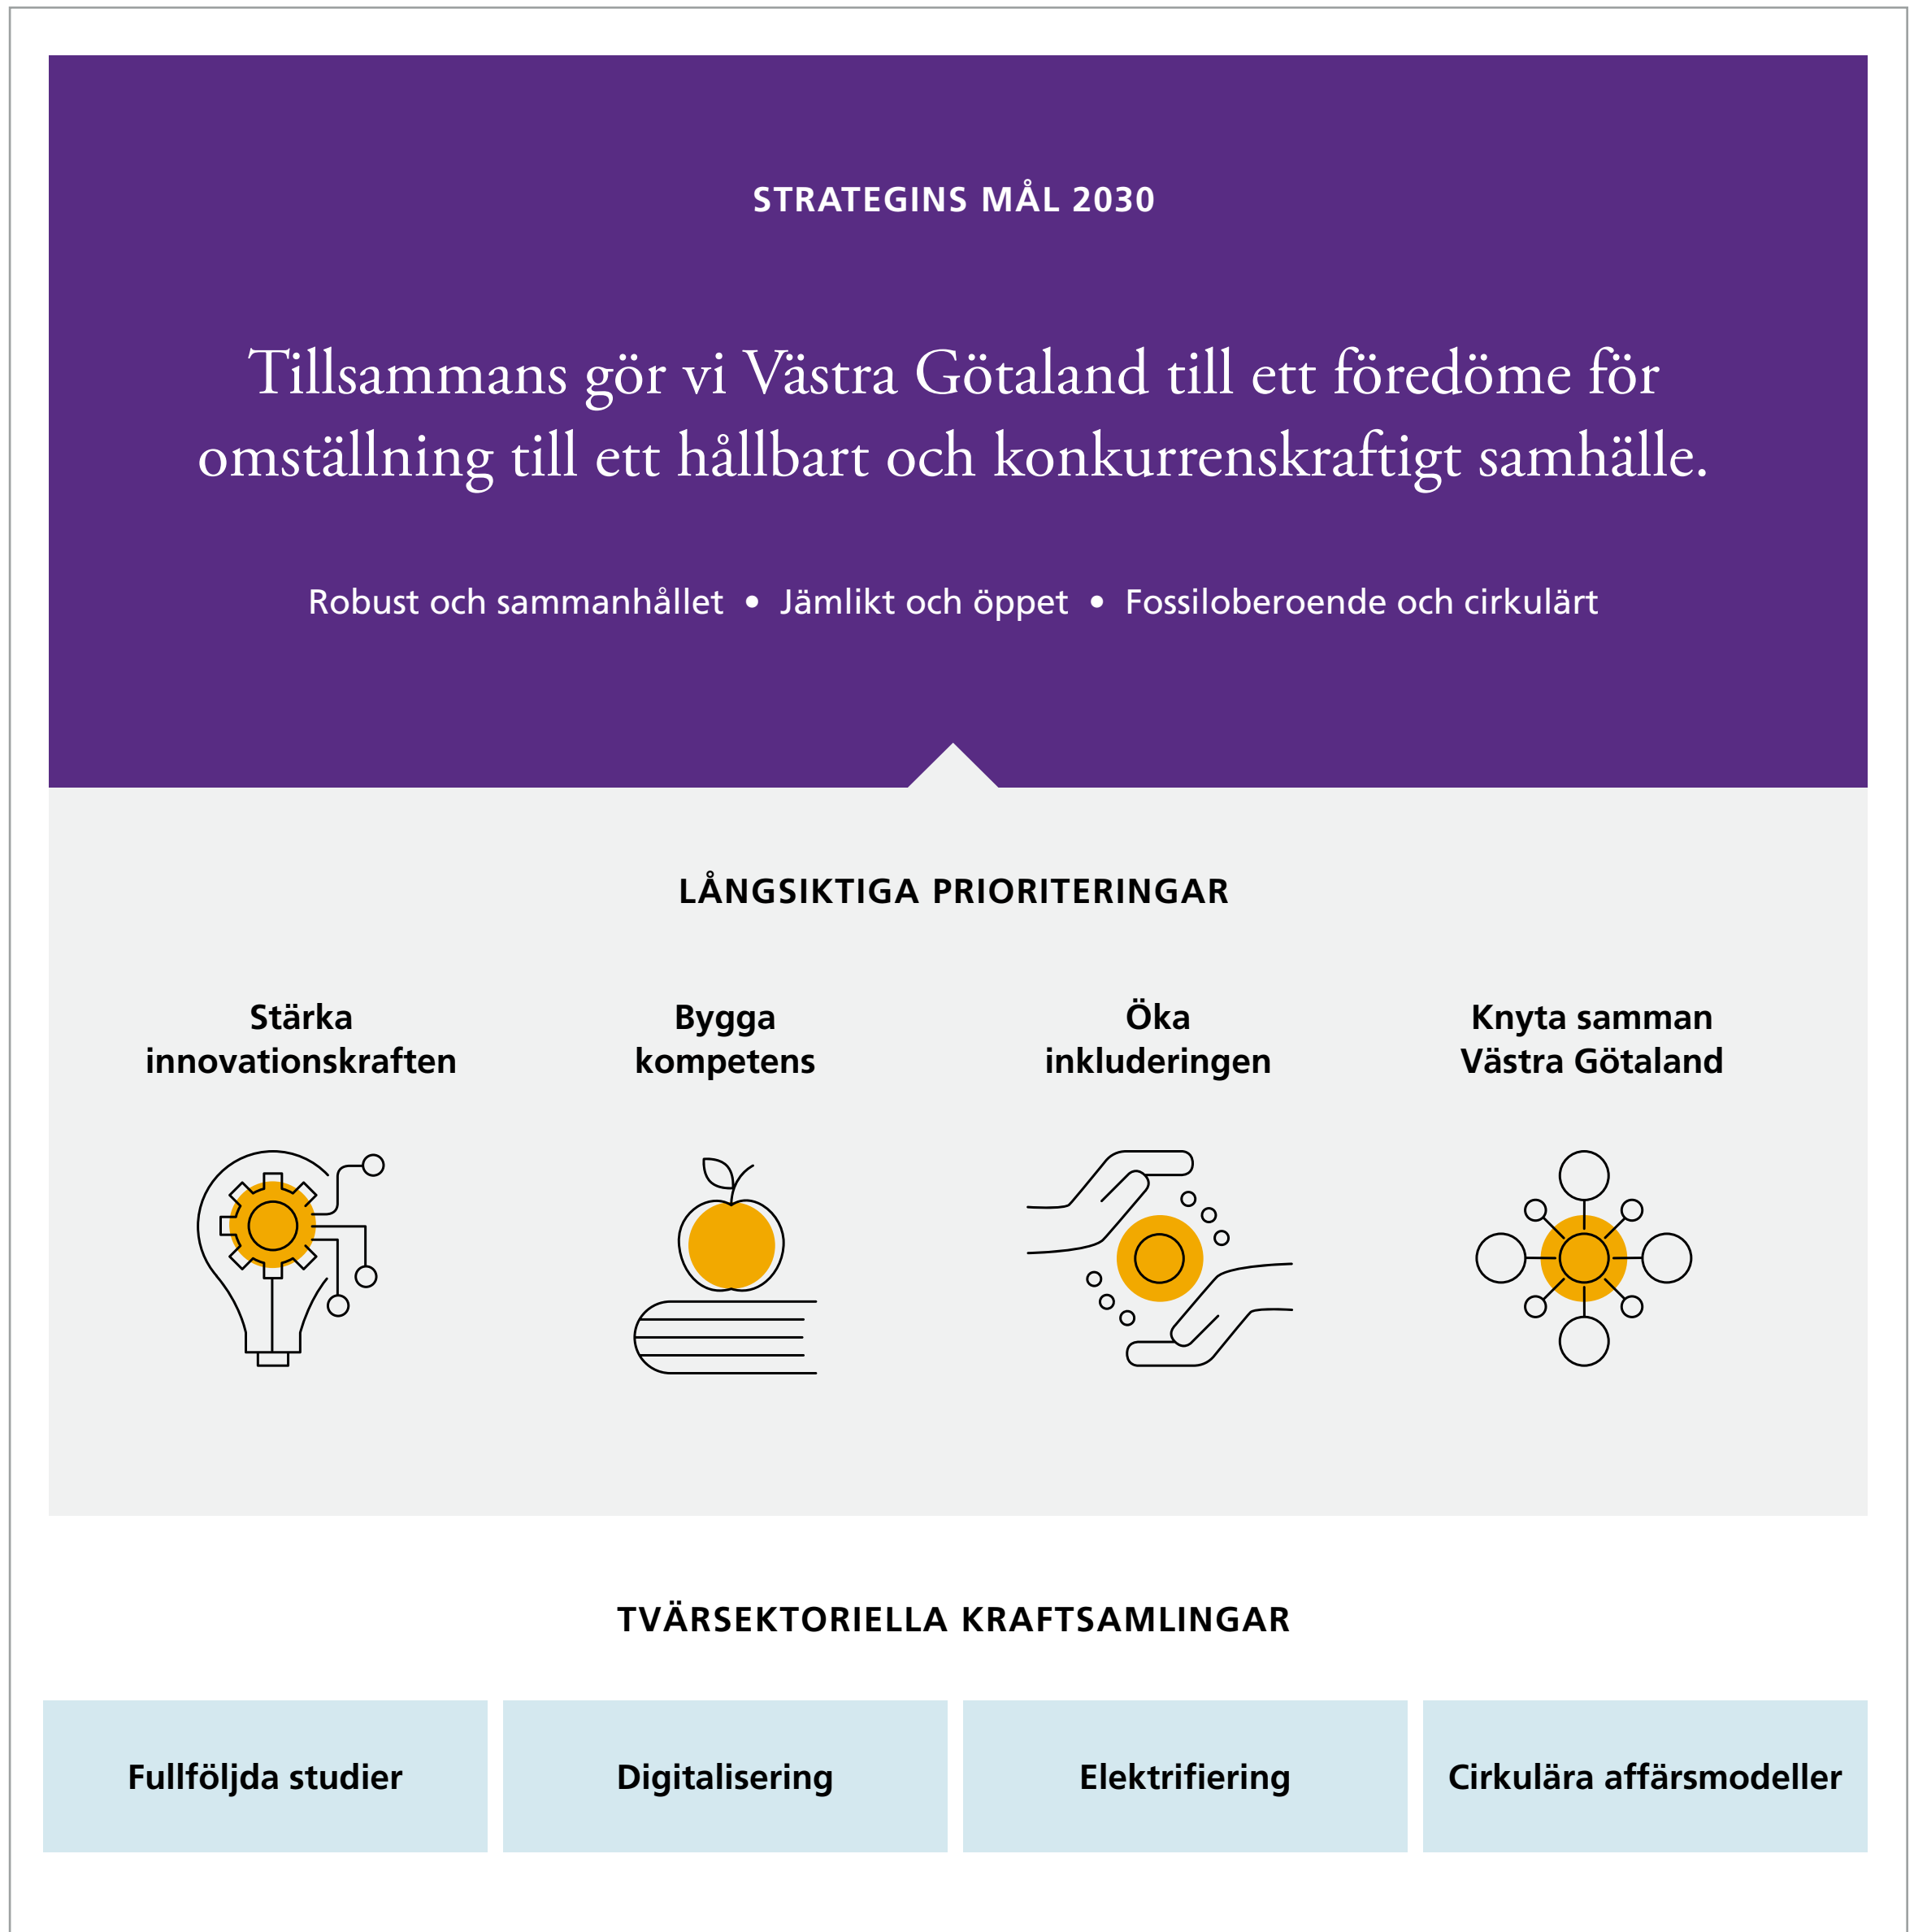 STRATEGINS MÅL 2030
Tillsammans gör vi Västra Götaland till ett föredöme för
omställning till ett hållbart och konkurrenskraftigt samhälle.
Robust och sammanhållet • Jämlikt och öppet • Fossiloberoende och cirkulärt
LÅNGSIKTIGA PRIORITERINGAR
Stärka
innovationskraften
Bygga
kompetens
Öka
inkluderingen
Knyta samman
Västra Götaland
TVÄRSEKTORIELLA KRAFTSAMLINGAR
Fullföljda studier
Digitalisering
Elektrifiering
Cirkulära affärsmodeller